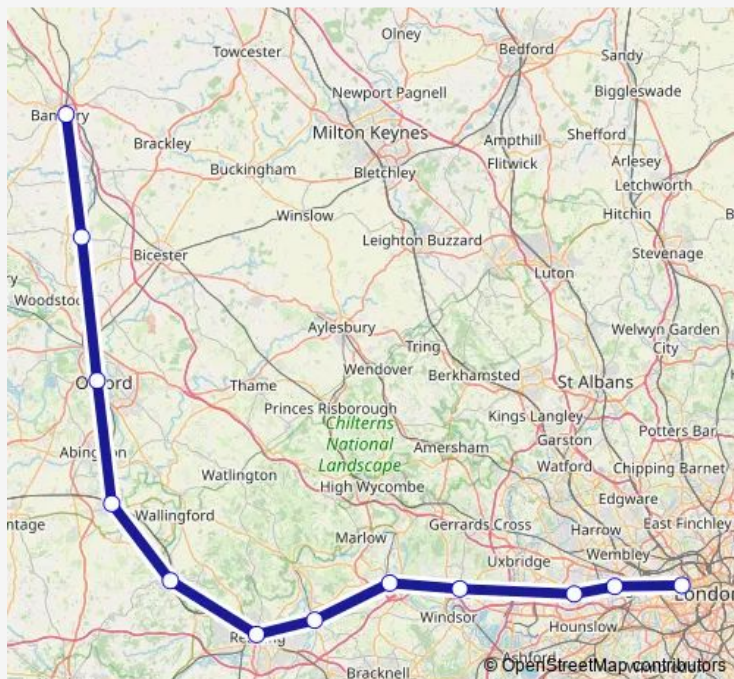 Olney
Bedford
Towcester
Sandy
Newport Pagnell
Biggleswade
Milton Keynes
Brackley
Ampthill
Shefford
Buckingham
Bletchley
Flitwick
Arlesey
Letchworth
Winslow
Hitchin
Leighton Buzzard
Bicester
Stevenage
Luton
Aylesbury
Welwyn Garden
City
Tring
Wendover
Berkhamsted
St Albans
Thame
Princes Risborough
Kings Langley
Chilterns
National
Landscape
Garston
Potters Bar
Amersham
Watford
Chipping Barnet
Watlington
High Wycombe
Edgware
Wallingford
Gerrards Cross
Harrow
East Finchley
Marlow
Uxbridge
Wembley
London
Windsor
Hounslow
Ashford
Bracknell
© OpenStreetMap contributors